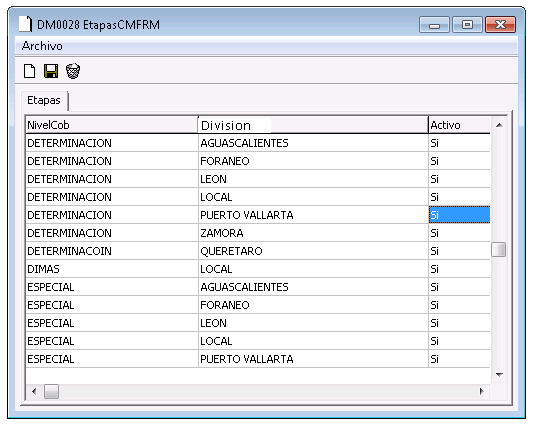 DM0028 EtapasCMFRM
Archivo
Etapas
NivelCob Division Activo
DETERMINACION AGUASCALIENTES Si
DETERMINACION FORANEO Si
DETERMINACION LEON Si
DETERMINACION LOCAL Si
DETERMINACION PUERTO VALLARTA Si
DETERMINACION ZAMORA Si
DETERMINACOIN QUERETARO Si
DIMAS LOCAL Si
ESPECIAL AGUASCALIENTES Si
ESPECIAL FORANEO Si
ESPECIAL LEON Si
ESPECIAL LOCAL Si
ESPECIAL PUERTO VALLARTA Si